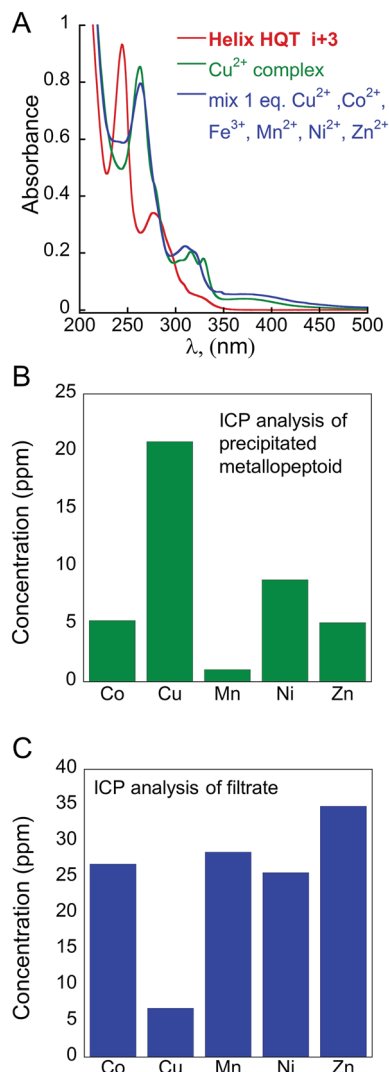 A
Helix HQT i+3
Cu²⁺ complex
mix 1 eq. Cu²⁺ ,Co²⁺,
Fe³⁺, Mn²⁺, Ni²⁺, Zn²⁺
Absorbance
1
0.8
0.6
0.4
0.2
0
200 250 300 350 400 450 500
λ, (nm)
B
ICP analysis of
precipitated
metallopeptoid
Concentration (ppm)
25
20
15
10
5
0
Co Cu Mn Ni Zn
C
ICP analysis of filtrate
Concentration (ppm)
40
35
30
25
20
15
10
5
0
Co Cu Mn Ni Zn